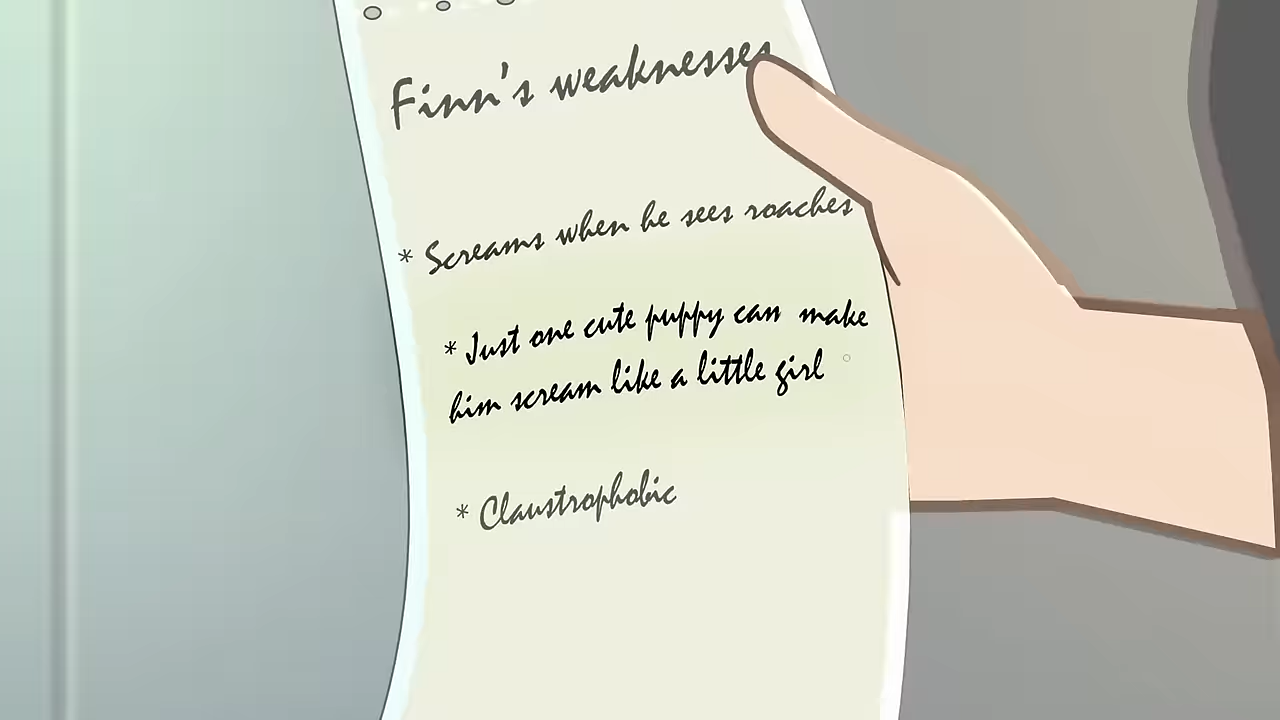 Finn's weaknesses
* Screams when he sees roaches
* Just one cute puppy can make
him scream like a little girl
* Claustrophobic